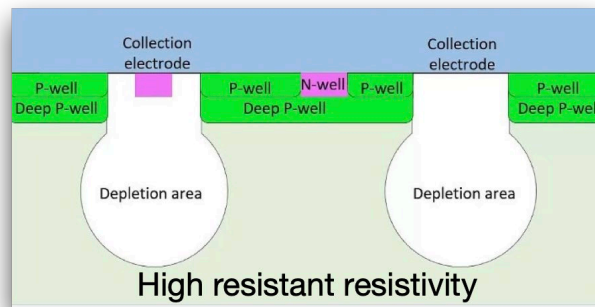 Collection
electrode
Collection
electrode
P-well
P-well
N-well
P-well
P-well
Deep P-well
Deep P-well
Deep P-well
Depletion area
Depletion area
High resistant resistivity